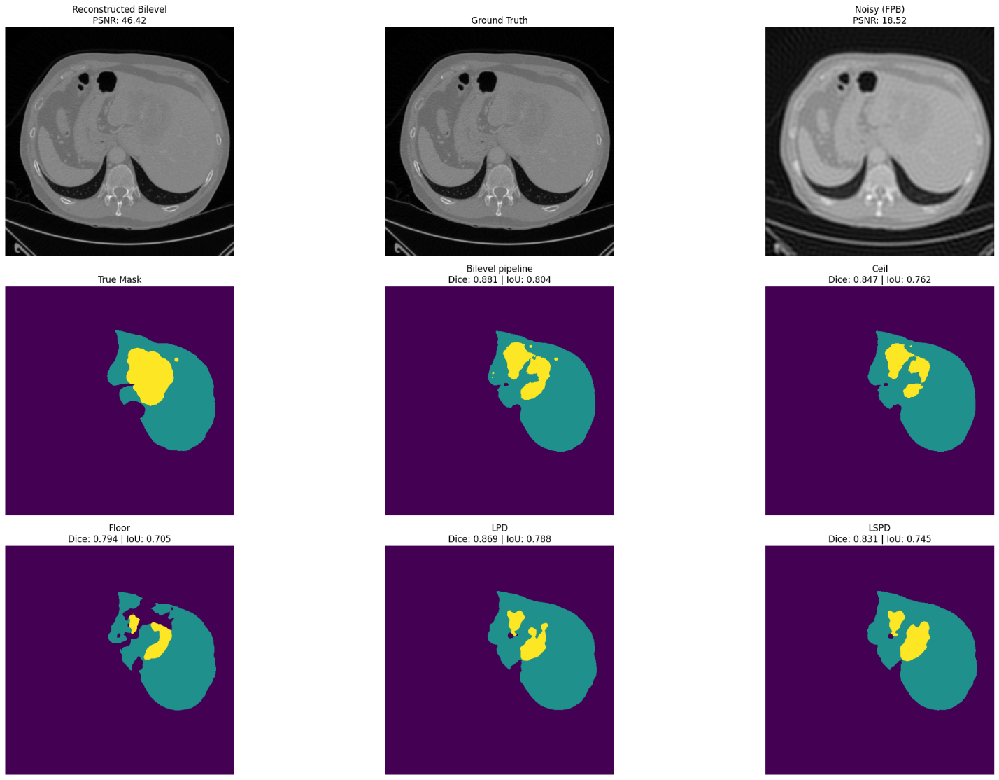 Reconstructed Bilevel
PSNR: 46.42
Ground Truth
Noisy (FPB)
PSNR: 18.52
True Mask
Bilevel pipeline
Dice: 0.881 | IoU: 0.804
Ceil
Dice: 0.847 | IoU: 0.762
Floor
Dice: 0.794 | IoU: 0.705
LPD
Dice: 0.869 | IoU: 0.788
LSPD
Dice: 0.831 | IoU: 0.745